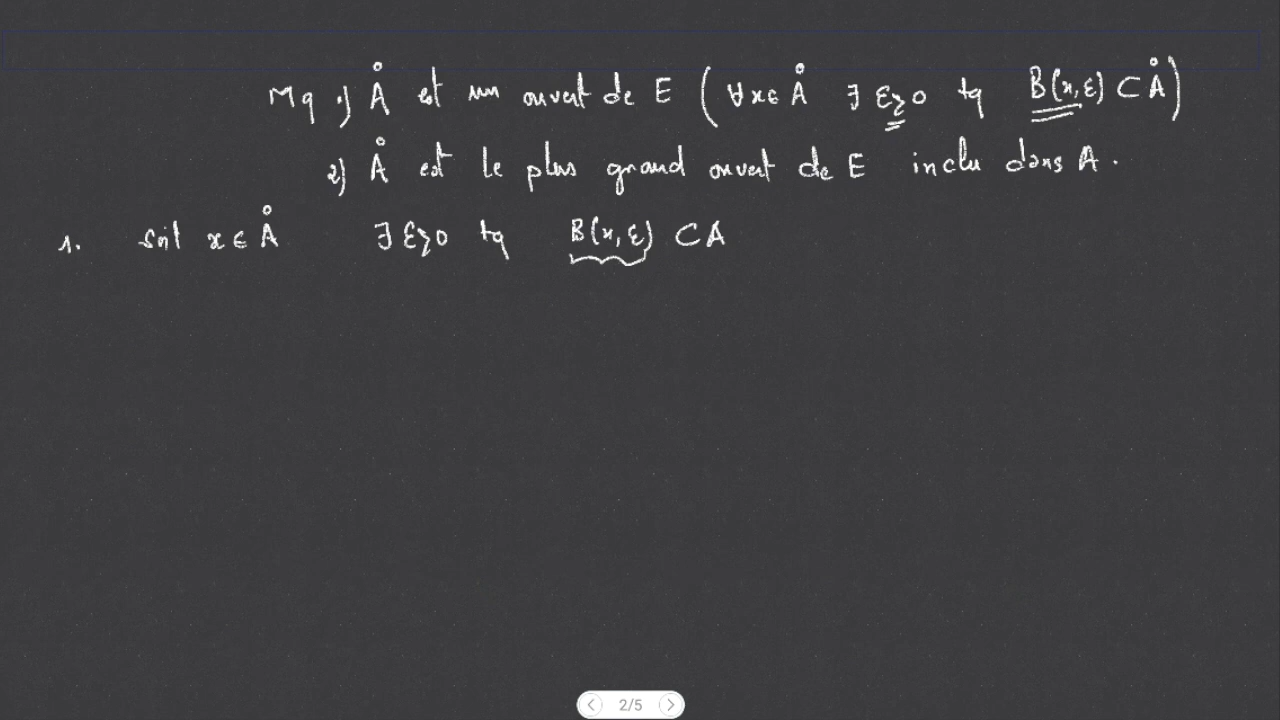 Mq 1) Å est un ouvert de E ( ∀x∈ Å ∃ ε>0 tq B(x,ε) ⊂ Å )
2) Å est le plus grand ouvert de E inclu dans A.
1. soit x ∈ Å ∃ ε>0 tq B(x,ε) ⊂ A
2/5